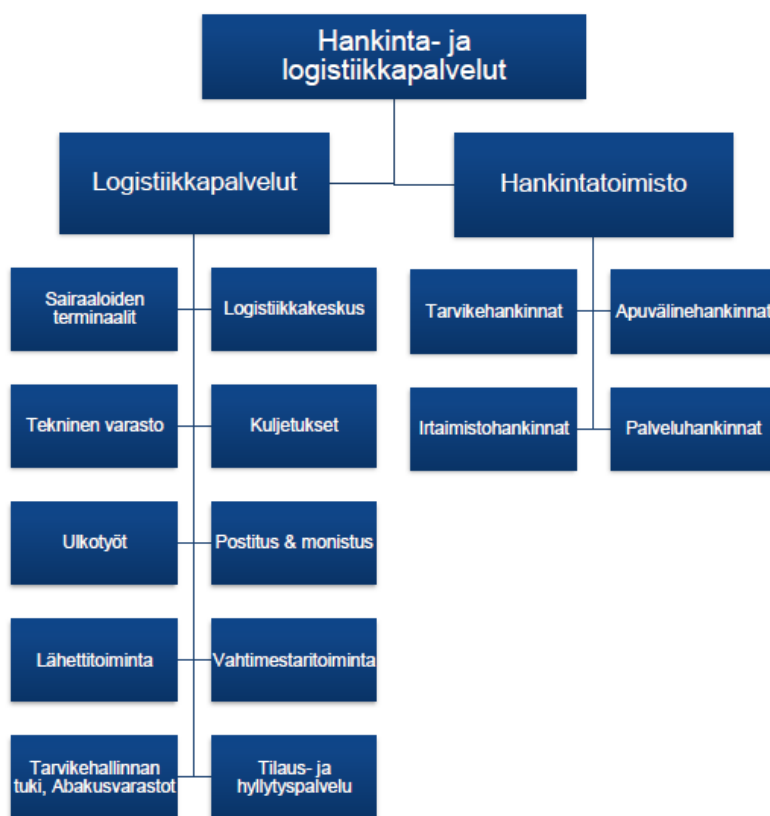 Hankinta- ja
logistiikkapalvelut
Logistiikkapalvelut
Hankintatoimisto
Sairaaloiden
terminaalit
Logistiikkakeskus
Tarvikehankinnat
Apuvälinehankinnat
Tekninen varasto
Kuljetukset
Irtaimistohankinnat
Palveluhankinnat
Ulkotyöt
Postitus & monistus
Lähettitoiminta
Vahtimestaritoiminta
Tarvikehallinnan
tuki, Abakusvarastot
Tilaus- ja
hyllytyspalvelu